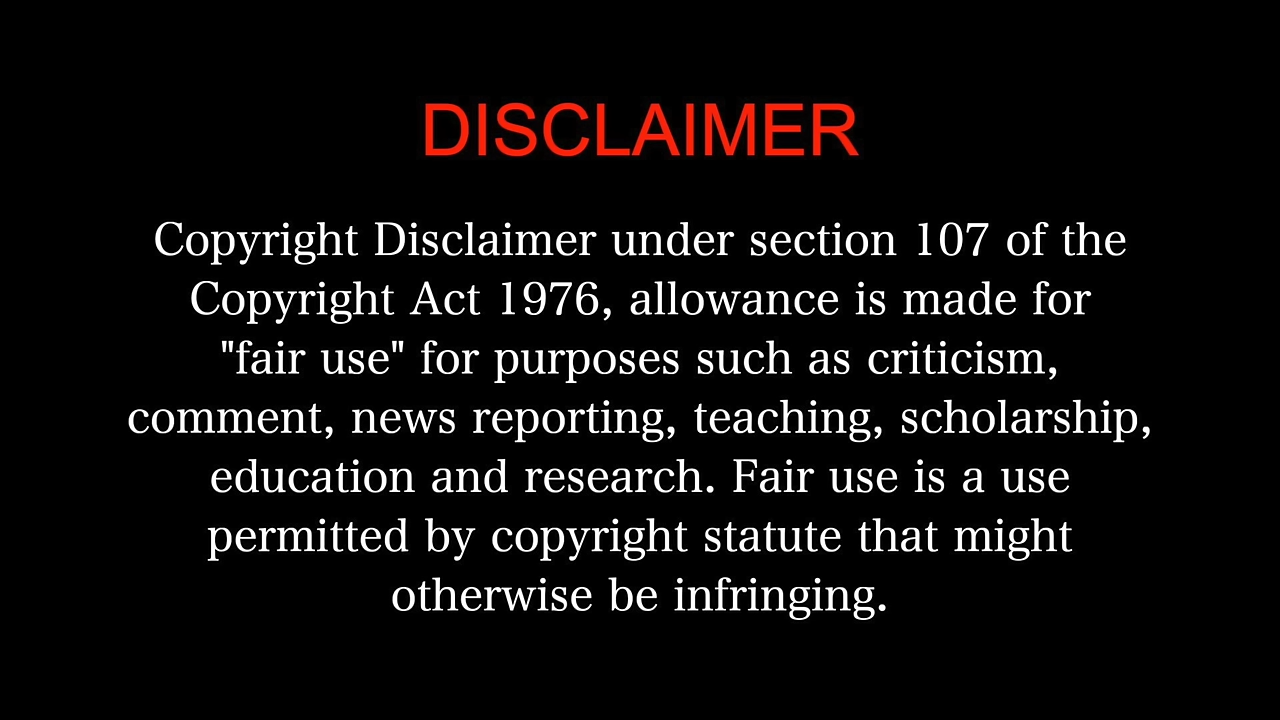 DISCLAIMER
Copyright Disclaimer under section 107 of the
Copyright Act 1976, allowance is made for
"fair use" for purposes such as criticism,
comment, news reporting, teaching, scholarship,
education and research. Fair use is a use
permitted by copyright statute that might
otherwise be infringing.